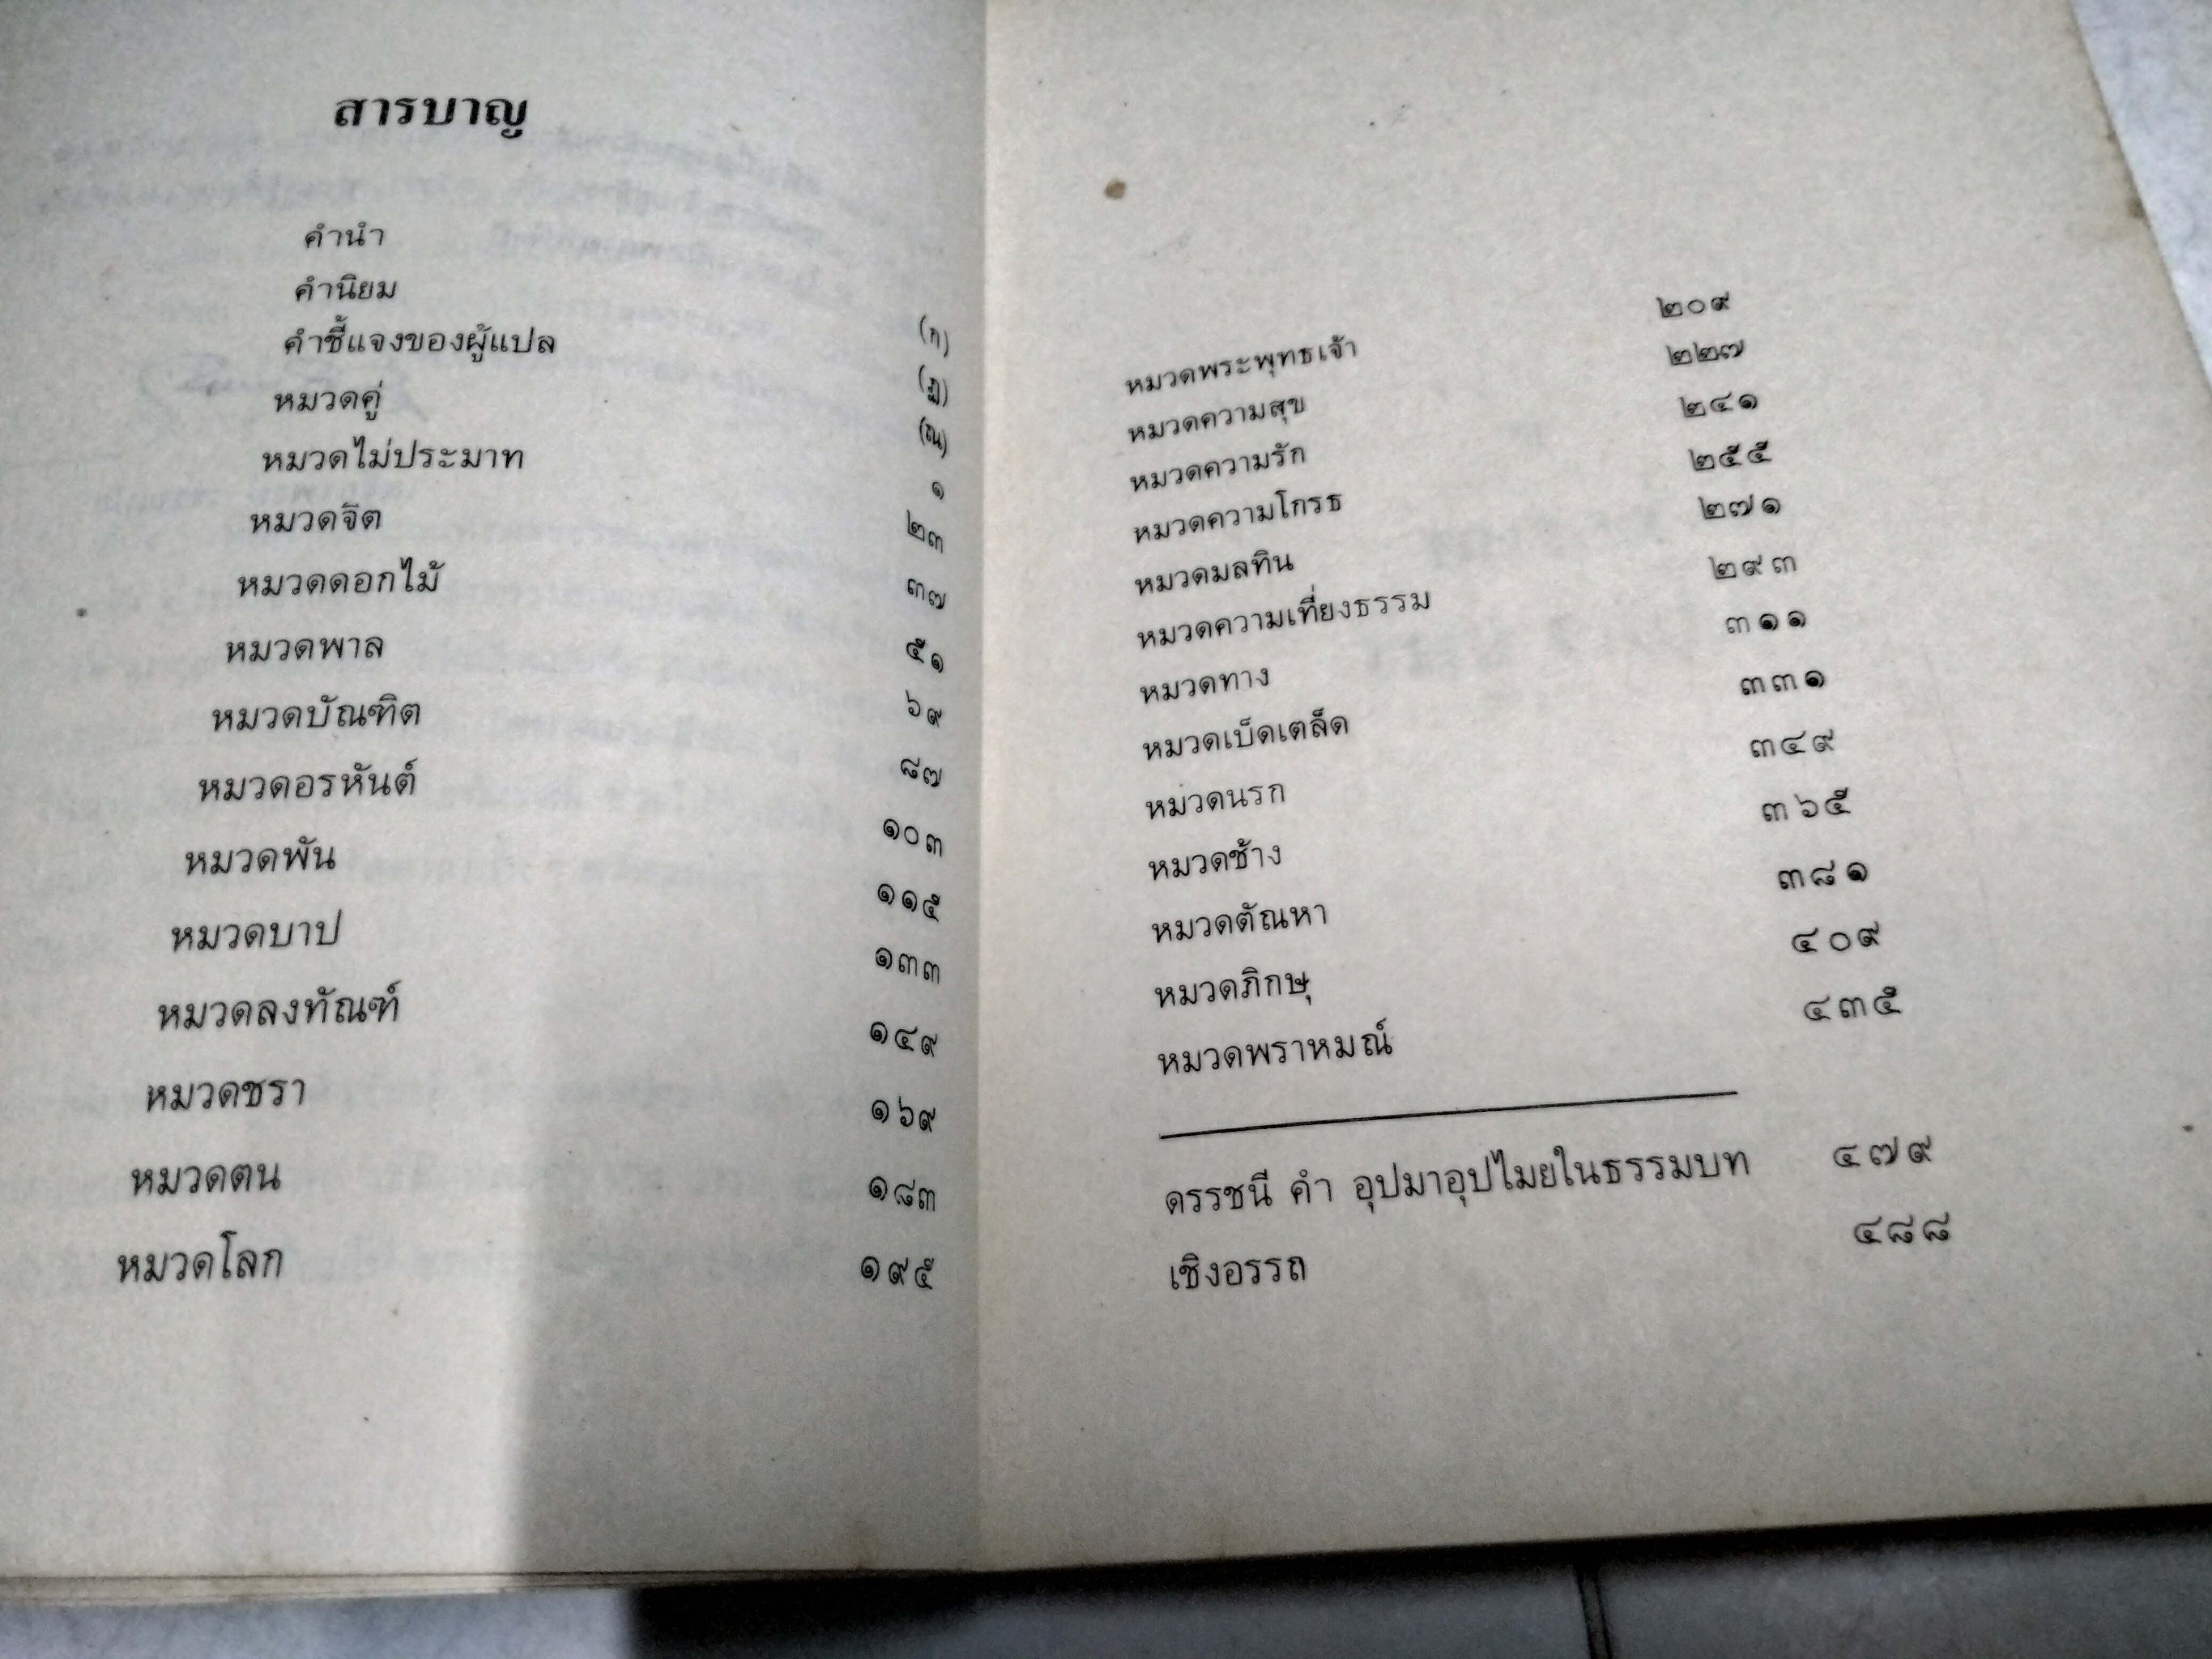 สารบาญ
คำนำ (ก)
คำนิยม (ฏ)
คำชี้แจงของผู้แปล (ณ)
หมวดคู่ ๑
หมวดไม่ประมาท ๒๓
หมวดจิต ๓๗
หมวดดอกไม้ ๕๑
หมวดพาล ๖๙
หมวดบัณฑิต ๘๗
หมวดอรหันต์ ๑๐๓
หมวดพัน ๑๑๕
หมวดบาป ๑๓๓
หมวดลงทัณฑ์ ๑๔๙
หมวดชรา ๑๖๙
หมวดตน ๑๘๓
หมวดโลก ๑๙๕
หมวดพระพุทธเจ้า ๒๐๙
หมวดความสุข ๒๒๗
หมวดความรัก ๒๔๑
หมวดความโกรธ ๒๕๕
หมวดมลทิน ๒๗๑
หมวดความเที่ยงธรรม ๒๙๓
หมวดทาง ๓๑๑
หมวดเบ็ดเตล็ด ๓๓๑
หมวดนรก ๓๔๙
หมวดช้าง ๓๖๕
หมวดตัณหา ๓๘๑
หมวดภิกษุ ๔๐๙
หมวดพราหมณ์ ๔๓๕
ดรรชนี คำ อุปมาอุปไมยในธรรมบท ๔๗๙
เชิงอรรถ ๔๘๘